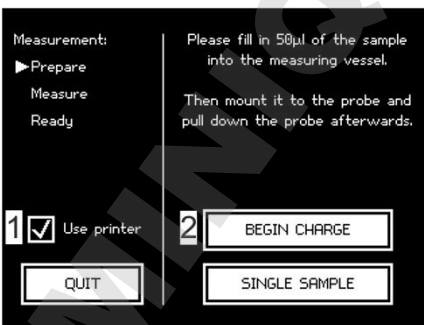 Measurement:
▶Prepare
Measure
Ready
Please fill in 50µl of the sample
into the measuring vessel.
Then mount it to the probe and
pull down the probe afterwards.
1 ☑ Use printer
2 BEGIN CHARGE
QUIT
SINGLE SAMPLE